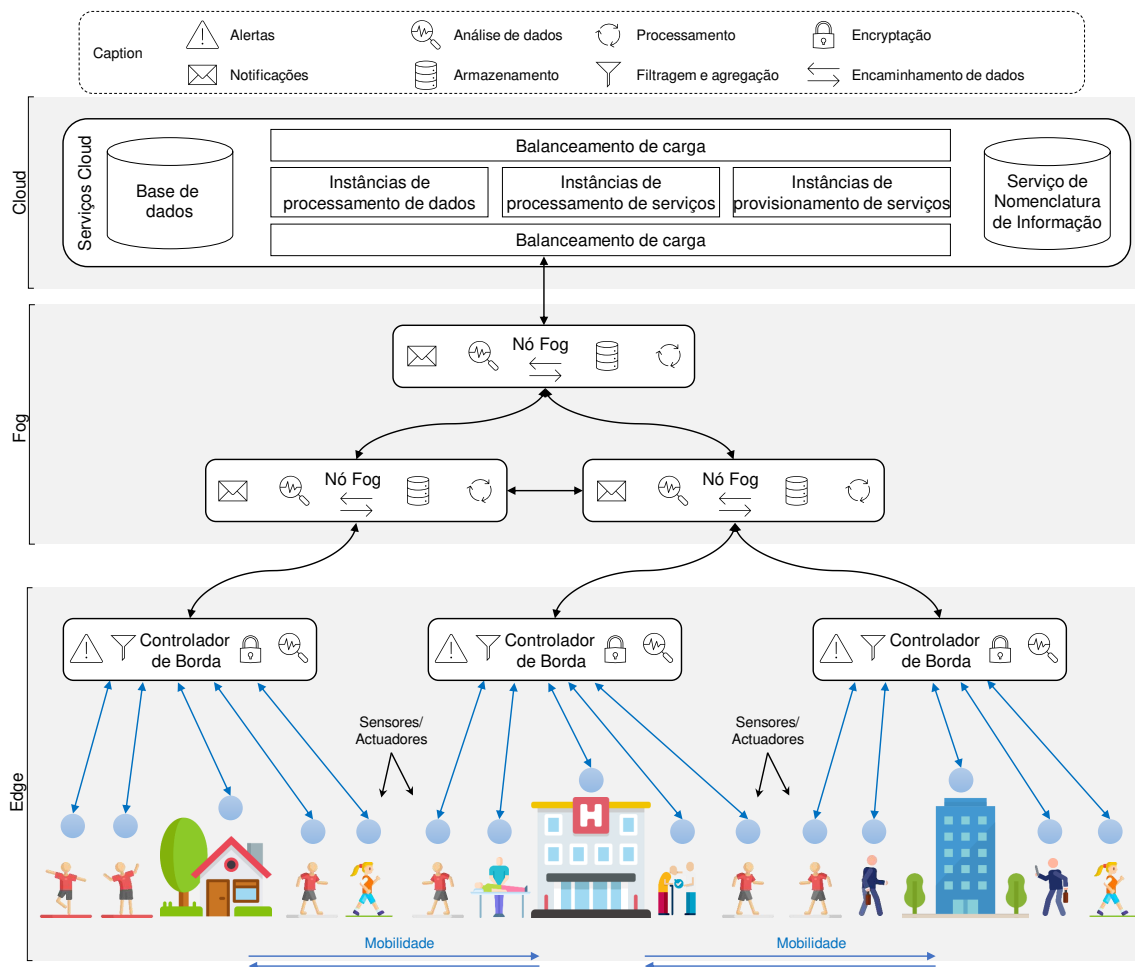 Caption
Alertas
Análise de dados
Processamento
Encryptação
Notificações
Armazenamento
Filtragem e agregação
Encaminhamento de dados
Cloud
Serviços Cloud
Base de
dados
Balanceamento de carga
Instâncias de
processamento de dados
Instâncias de
processamento de serviços
Instâncias de
provisionamento de serviços
Balanceamento de carga
Serviço de
Nomenclatura
de Informação
Fog
Nó Fog
Nó Fog
Nó Fog
Edge
Controlador
de Borda
Controlador
de Borda
Controlador
de Borda
Sensores/
Actuadores
Sensores/
Actuadores
H
Mobilidade
Mobilidade